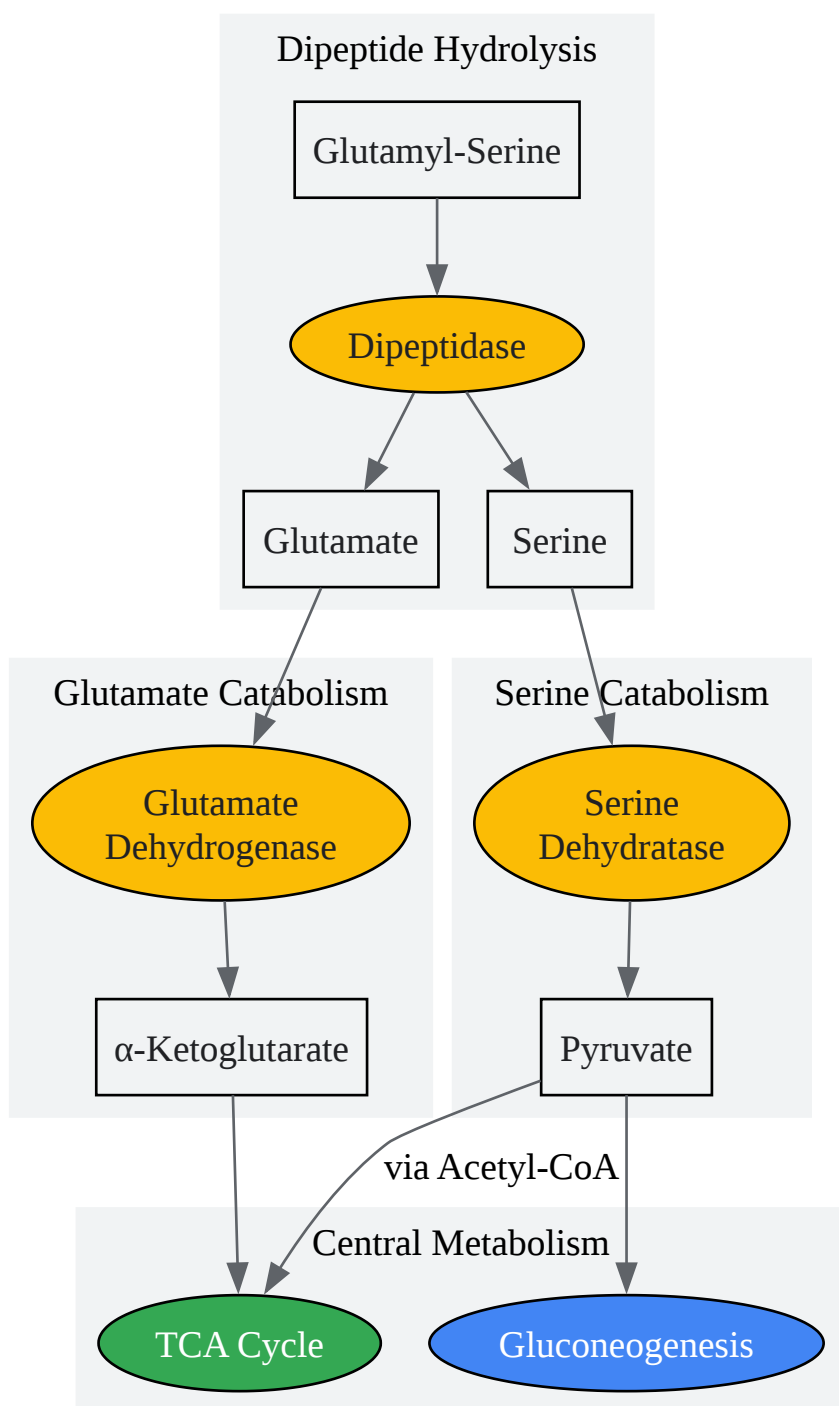 Dipeptide Hydrolysis
Glutamyl-Serine
Dipeptidase
Glutamate
Serine
Glutamate Catabolism
Serine Catabolism
Glutamate
Dehydrogenase
Serine
Dehydratase
α-Ketoglutarate
Pyruvate
via Acetyl-CoA
Central Metabolism
TCA Cycle
Gluconeogenesis